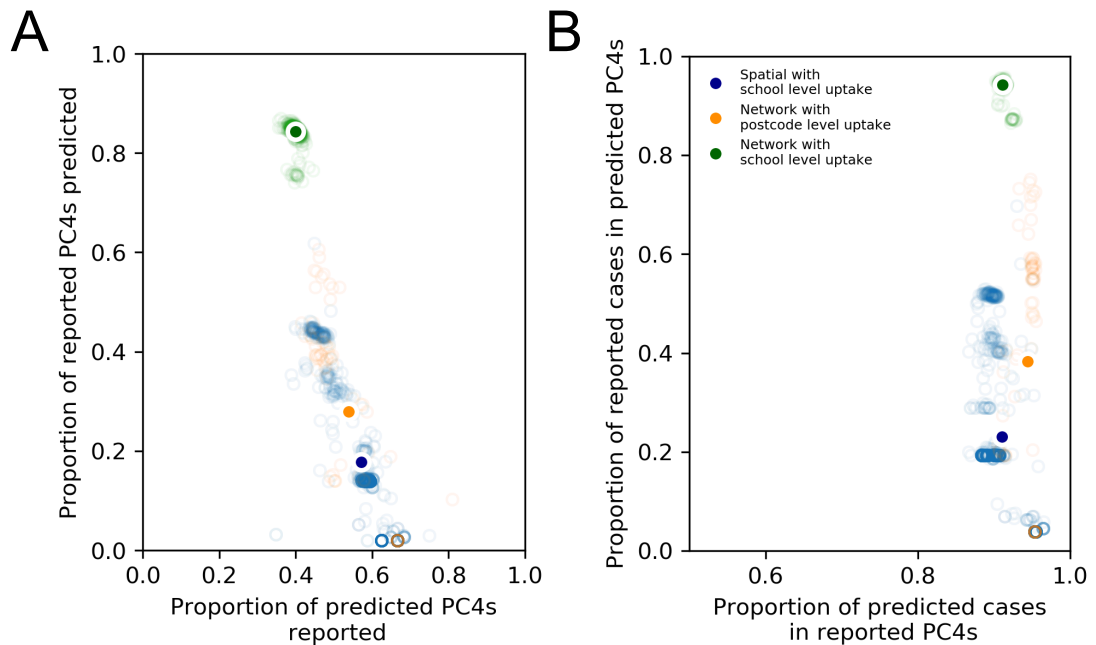 A
Proportion of reported PC4s predicted
1.0
0.8
0.6
0.4
0.2
0.0
0.0 0.2 0.4 0.6 0.8 1.0
Proportion of predicted PC4s
reported
B
Proportion of reported cases in predicted PC4s
1.0
0.8
0.6
0.4
0.2
0.0
Spatial with
school level uptake
Network with
postcode level uptake
Network with
school level uptake
0.6 0.8 1.0
Proportion of predicted cases
in reported PC4s